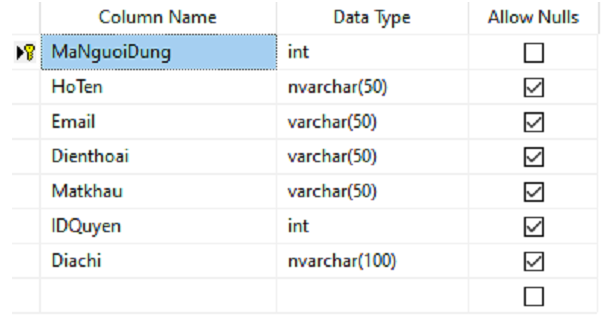 Column Name Data Type Allow Nulls
MaNguoiDung int
HoTen nvarchar(50)
Email varchar(50)
Dienthoai varchar(50)
Matkhau varchar(50)
IDQuyen int
Diachi nvarchar(100)